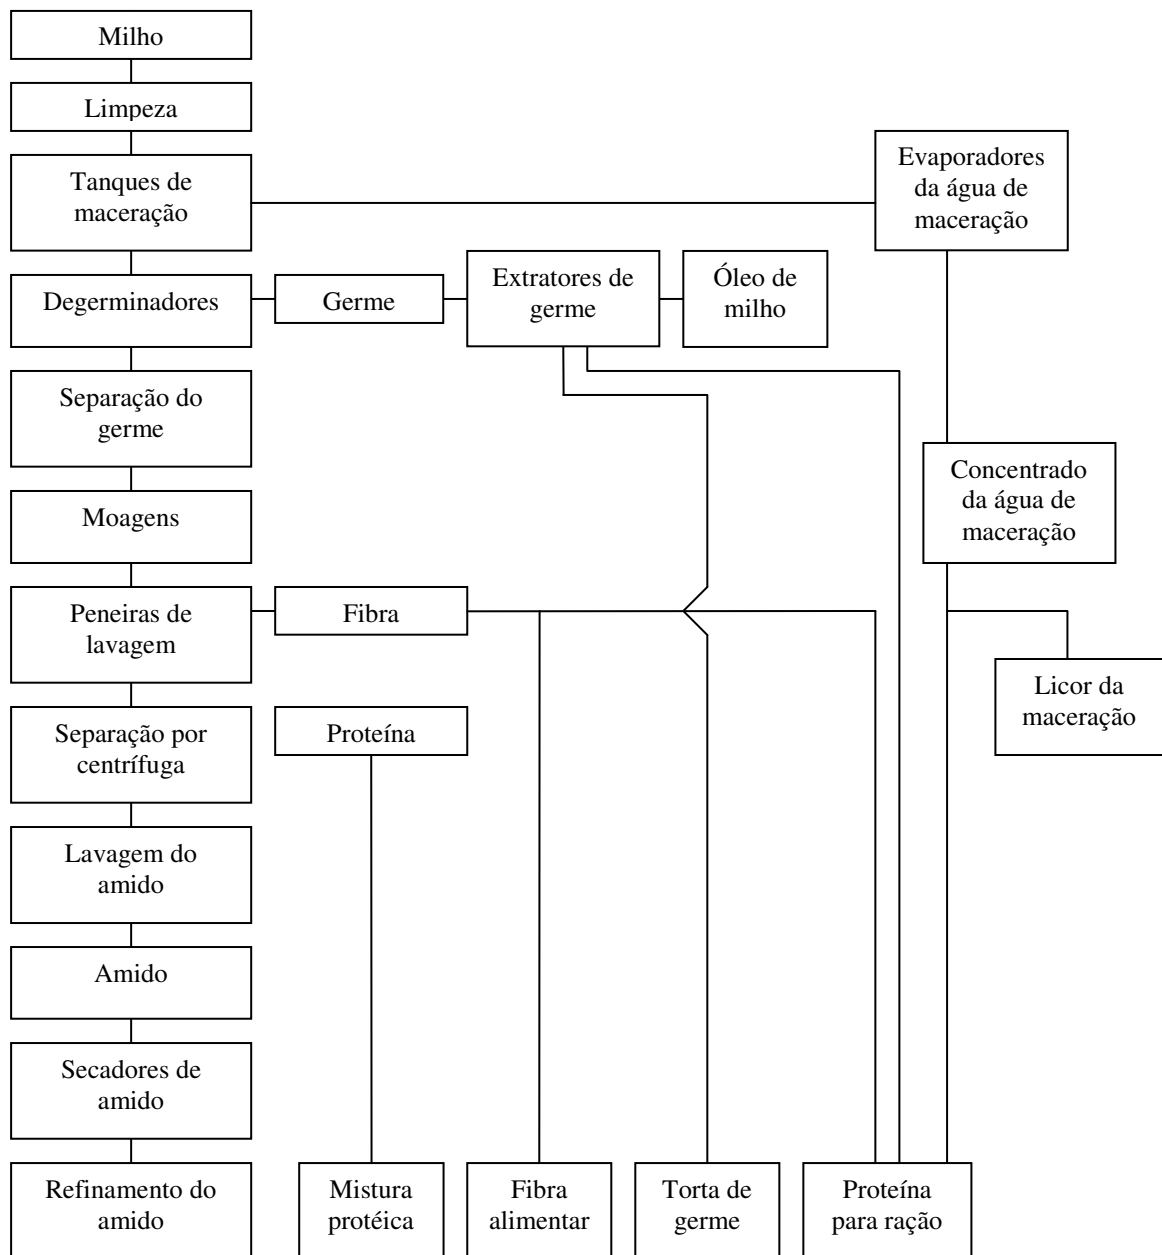 Milho
Limpeza
Tanques de
maceração
Evaporadores
da água de
maceração
Degerminadores
Germe
Extratores de
germe
Óleo de
milho
Separação do
germe
Concentrado
da água de
maceração
Moagens
Peneiras de
lavagem
Fibra
Licor da
maceração
Separação por
centrífuga
Proteína
Lavagem do
amido
Amido
Secadores de
amido
Refinamento do
amido
Mistura
protéica
Fibra
alimentar
Torta de
germe
Proteína
para ração